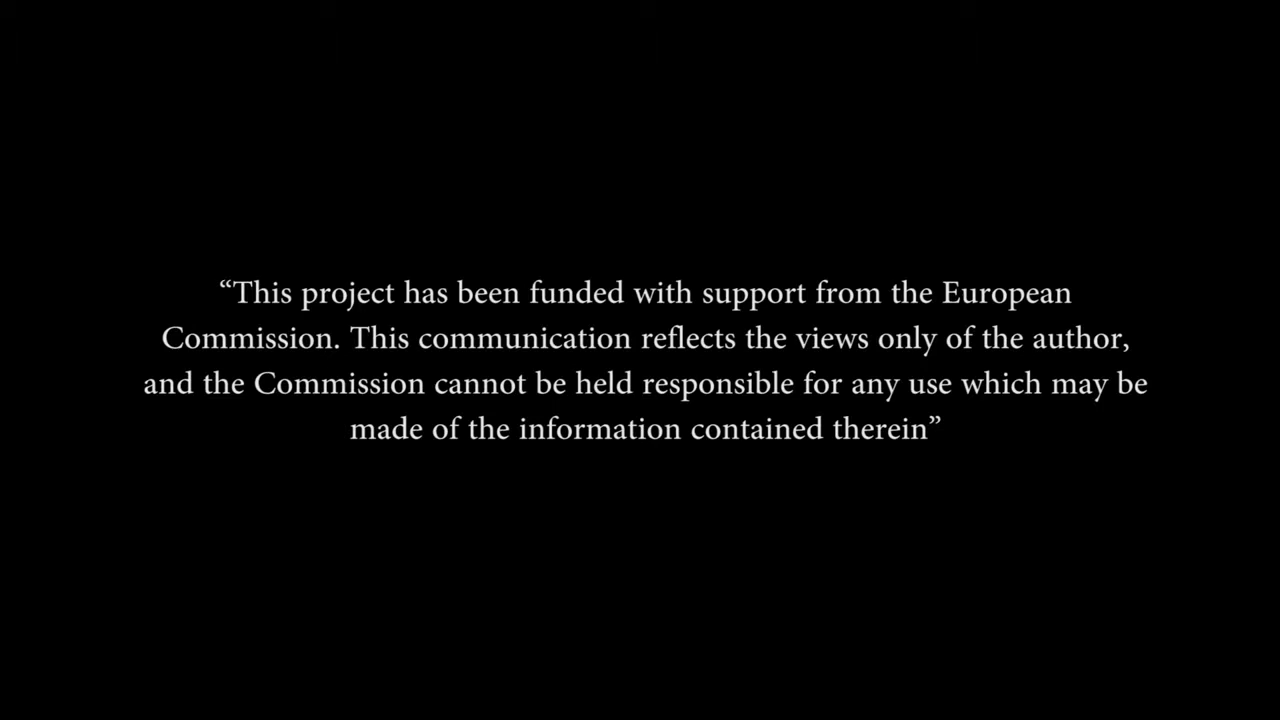 “This project has been funded with support from the European
Commission. This communication reflects the views only of the author,
and the Commission cannot be held responsible for any use which may be
made of the information contained therein”